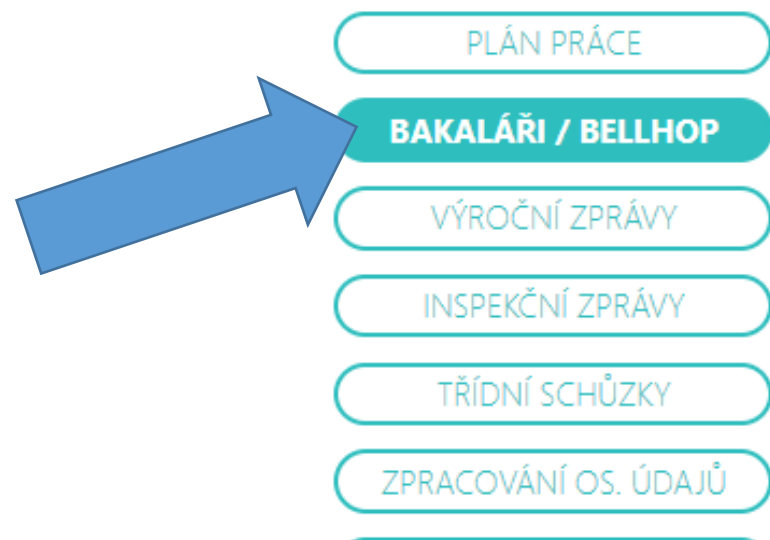 PLÁN PRÁCE
BAKALÁŘI / BELLHOP
VÝROČNÍ ZPRÁVY
INSPEKČNÍ ZPRÁVY
TŘÍDNÍ SCHŮZKY
ZPRACOVÁNÍ OS. ÚDAJŮ